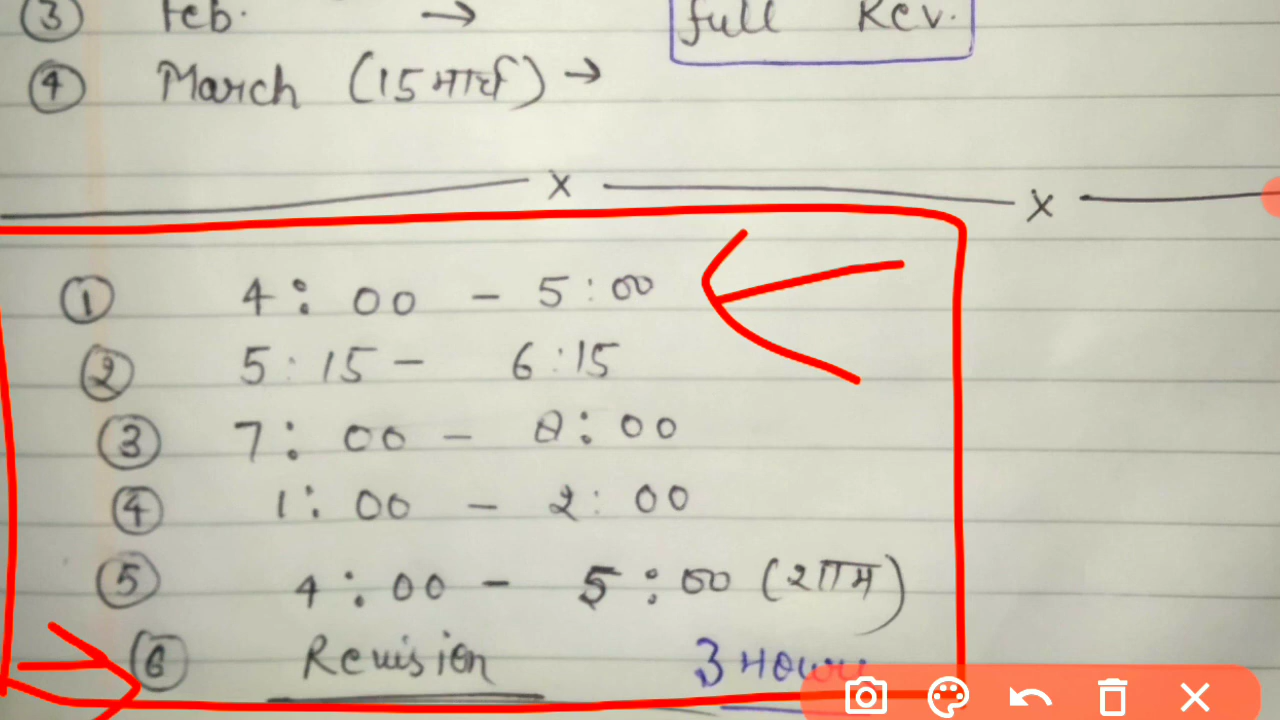 ③ Feb. → full Rev.
④ March (15 मार्च) →
x x
① 4:00 - 5:00
② 5:15 - 6:15
③ 7:00 - 8:00
④ 1:00 - 2:00
⑤ 4:00 - 5:00 (शाम)
⑥ Revision 3 Hours